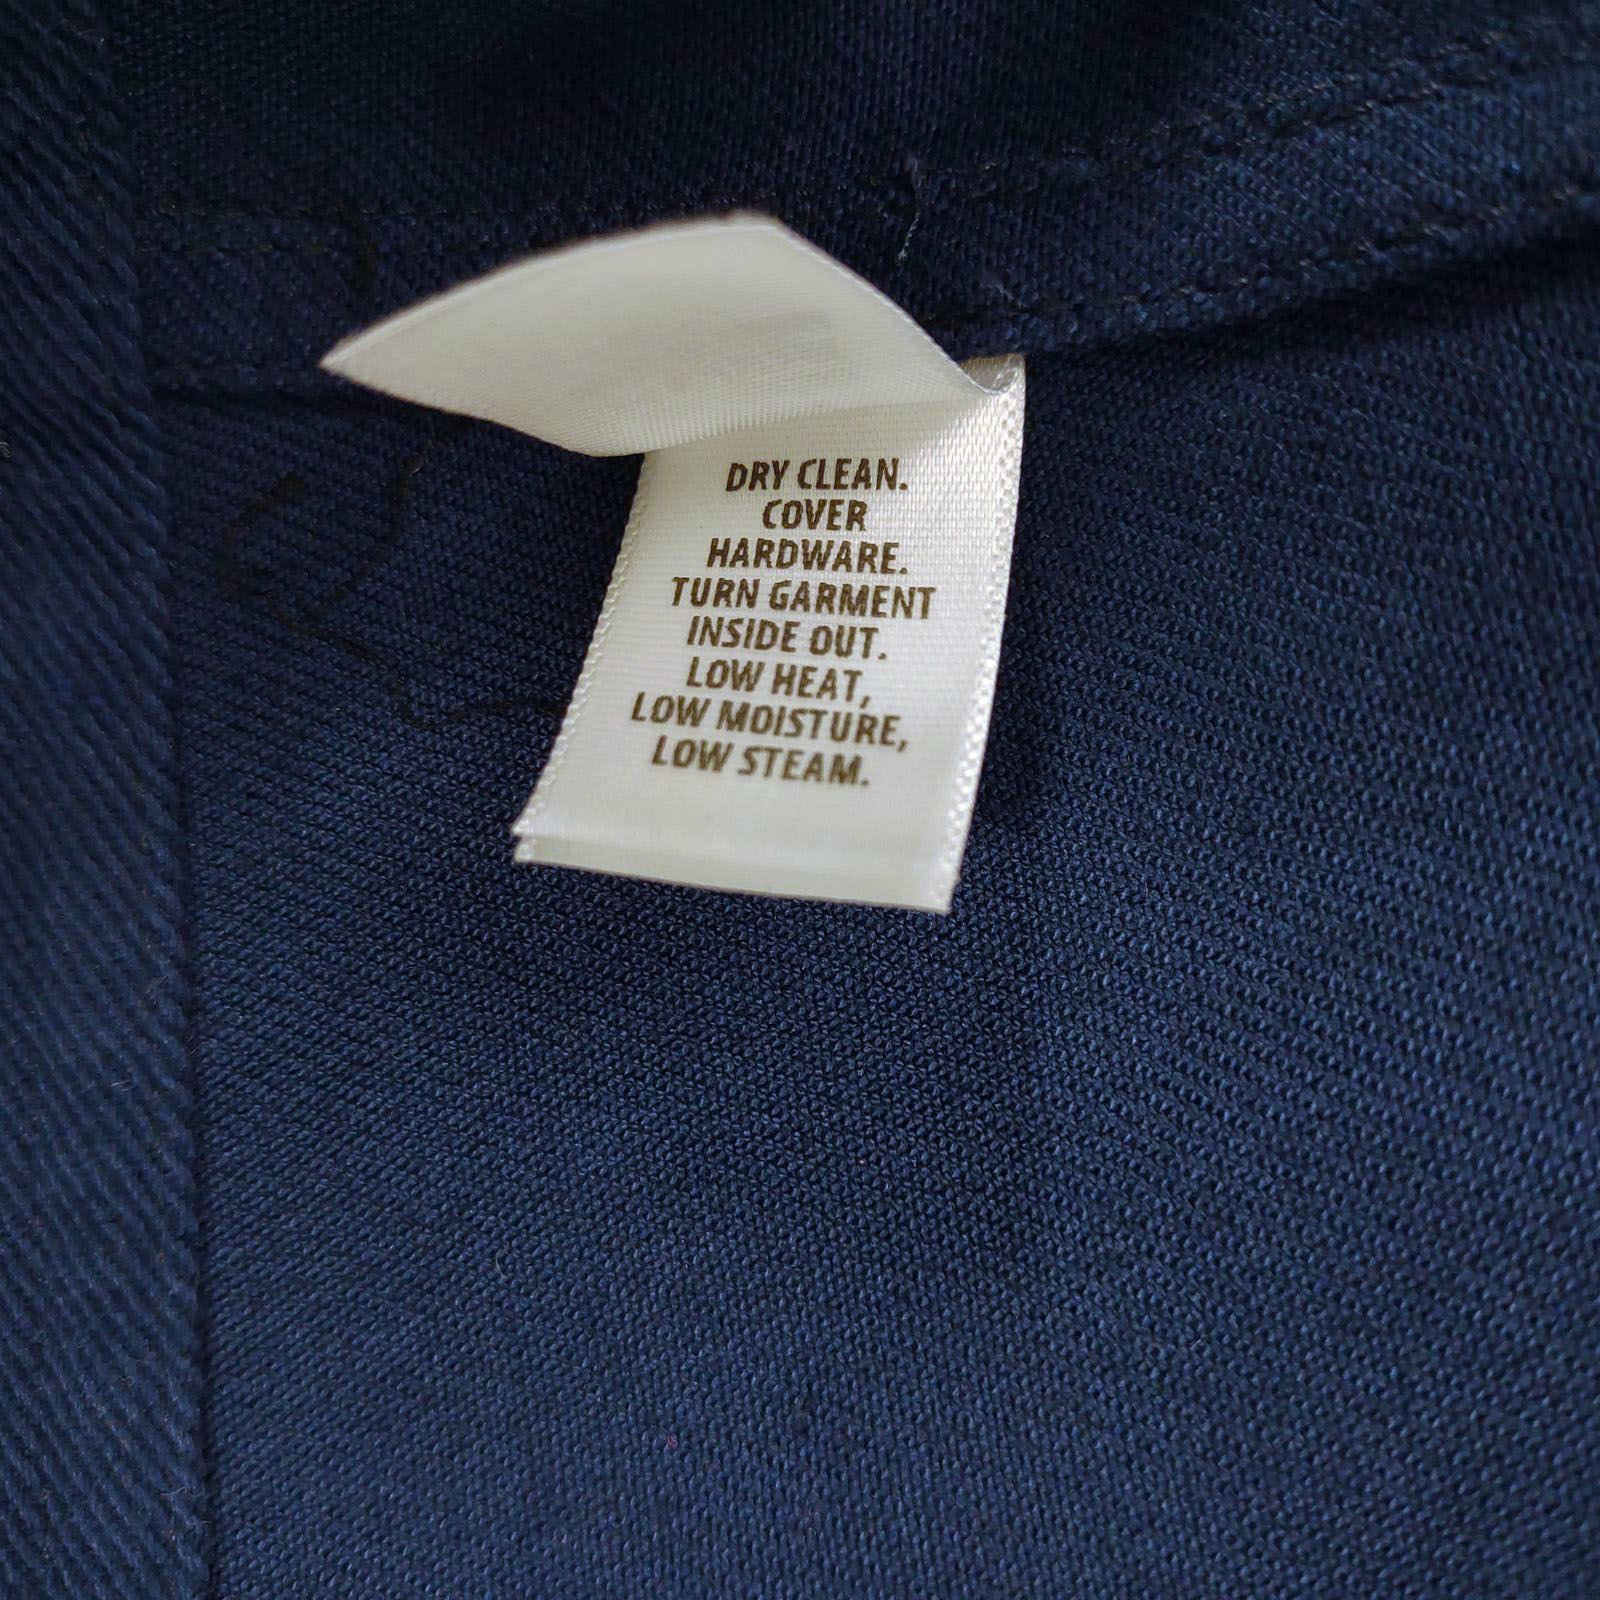 DRY CLEAN.
COVER
HARDWARE.
TURN GARMENT
INSIDE OUT.
LOW HEAT,
LOW MOISTURE,
LOW STEAM.